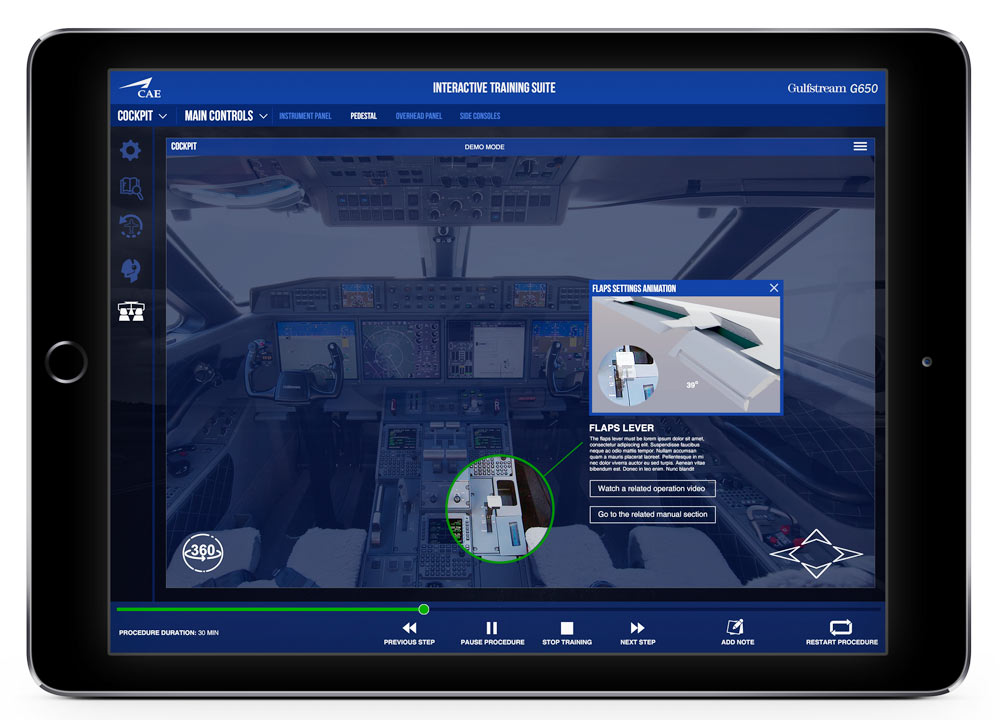 CAE
INTERACTIVE TRAINING SUITE
Gulfstream G650
COCKPIT
MAIN CONTROLS
INSTRUMENT PANEL
PEDESTAL
OVERHEAD PANEL
SIDE CONSOLES
COCKPIT
DEMO MODE
FLAPS SETTINGS ANIMATION
39°
FLAPS LEVER
The flaps lever must be lorem ipsum dolor sit amet,
consectetur adipiscing elit. Suspendisse faucibus
neque ac odio mattis tempor. Nullam accumsan
quam a mauris placerat laoreet. Pellentesque in mi
nec dolor viverra auctor eu sed turpis. Aenean vitae
bibendum est. Donec in leo enim. Nunc blandit
Watch a related operation video
Go to the related manual section
360
PROCEDURE DURATION: 30 MIN
PREVIOUS STEP
PAUSE PROCEDURE
STOP TRAINING
NEXT STEP
ADD NOTE
RESTART PROCEDURE